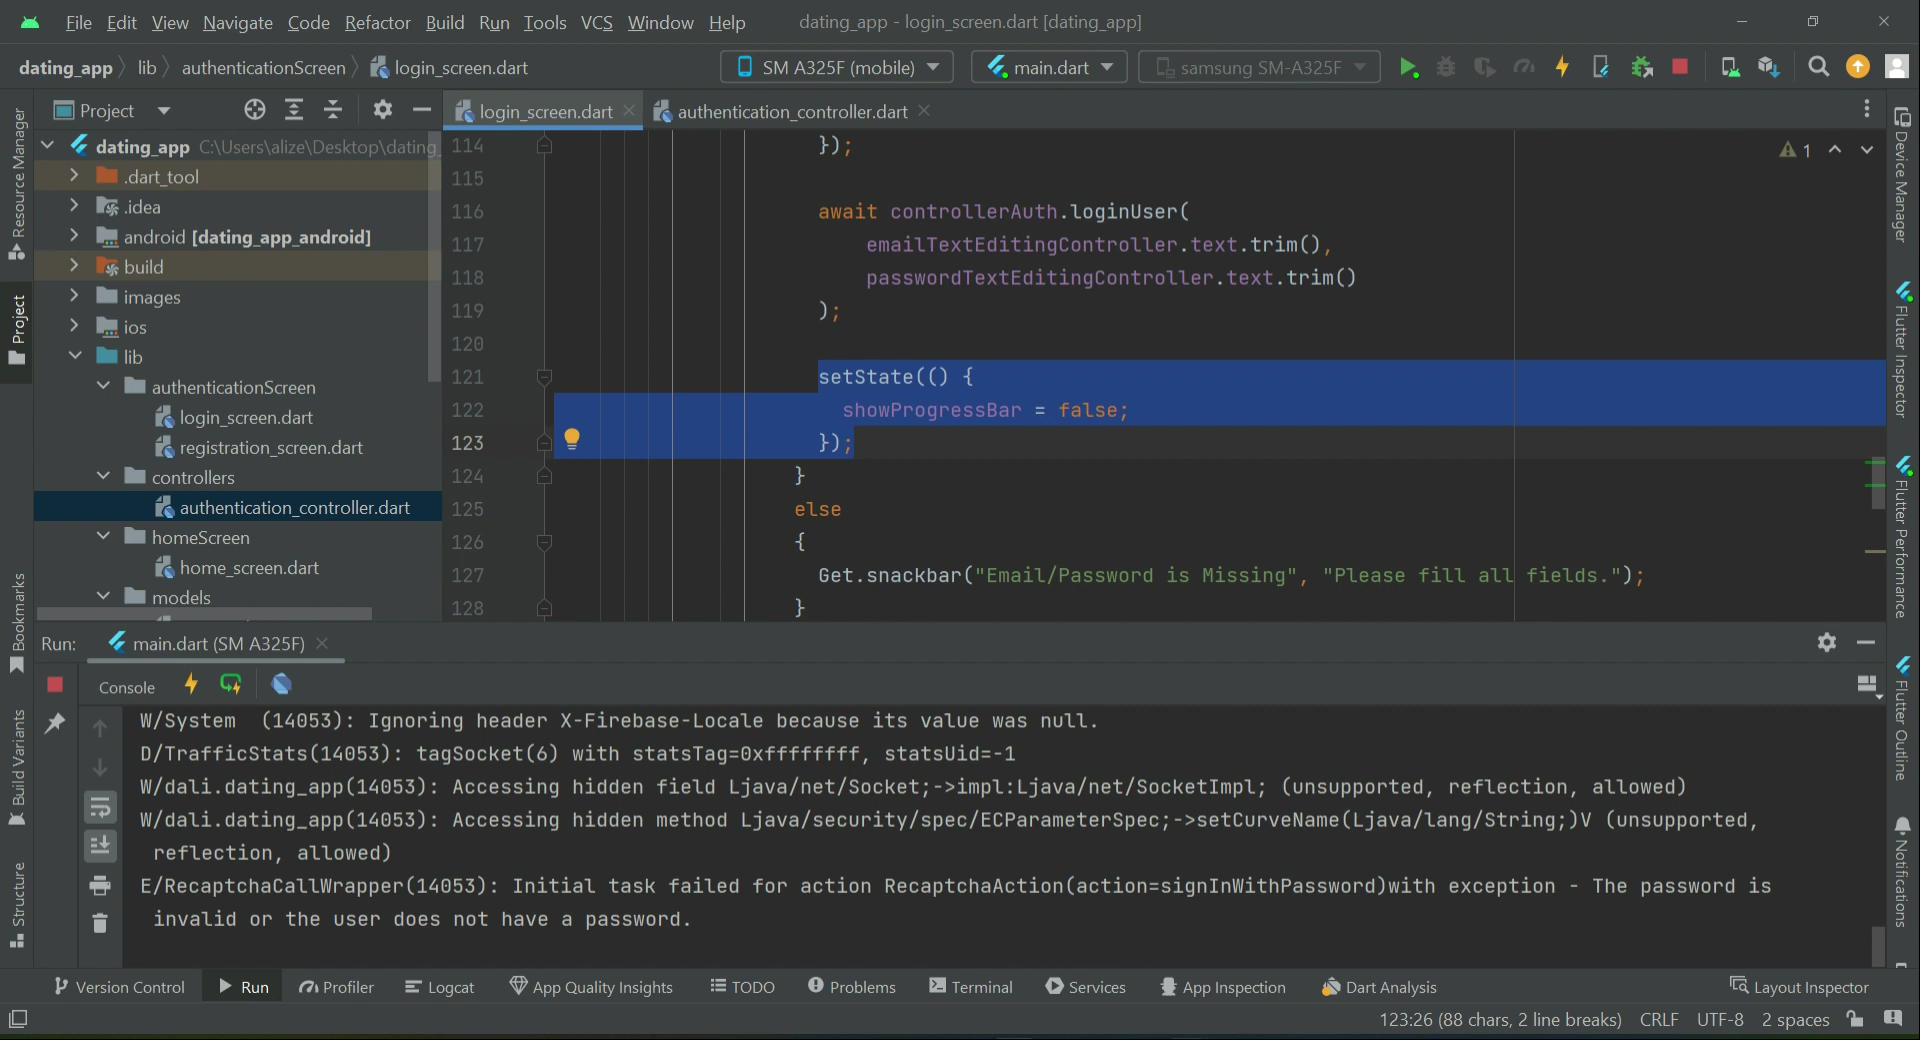 File Edit View Navigate Code Refactor Build Run Tools VCS Window Help dating_app - login_screen.dart [dating_app]
dating_app lib authenticationScreen login_screen.dart SM A325F (mobile) main.dart samsung SM-A325F
Project login_screen.dart authentication_controller.dart
dating_app C:\Users\alize\Desktop\dating_
.dart_tool
.idea
android [dating_app_android]
build
images
ios
lib
authenticationScreen
login_screen.dart
registration_screen.dart
controllers
authentication_controller.dart
homeScreen
home_screen.dart
models
114 });
115
116 await controllerAuth.loginUser(
117 emailTextEditingController.text.trim(),
118 passwordTextEditingController.text.trim()
119 );
120
121 setState(() {
122 showProgressBar = false;
123 });
124 }
125 else
126 {
127 Get.snackbar("Email/Password is Missing", "Please fill all fields.");
128 }
1
Resource Manager
Project
Bookmarks
Build Variants
Structure
Device Manager
Flutter Inspector
Flutter Performance
Flutter Outline
Notifications
Run: main.dart (SM A325F)
Console
W/System  (14053): Ignoring header X-Firebase-Locale because its value was null.
D/TrafficStats(14053): tagSocket(6) with statsTag=0xffffffff, statsUid=-1
W/dali.dating_app(14053): Accessing hidden field Ljava/net/Socket;->impl:Ljava/net/SocketImpl; (unsupported, reflection, allowed)
W/dali.dating_app(14053): Accessing hidden method Ljava/security/spec/ECParameterSpec;->setCurveName(Ljava/lang/String;)V (unsupported,
reflection, allowed)
E/RecaptchaCallWrapper(14053): Initial task failed for action RecaptchaAction(action=signInWithPassword)with exception - The password is
invalid or the user does not have a password.
Version Control Run Profiler Logcat App Quality Insights TODO Problems Terminal Services App Inspection Dart Analysis Layout Inspector
123:26 (88 chars, 2 line breaks) CRLF UTF-8 2 spaces